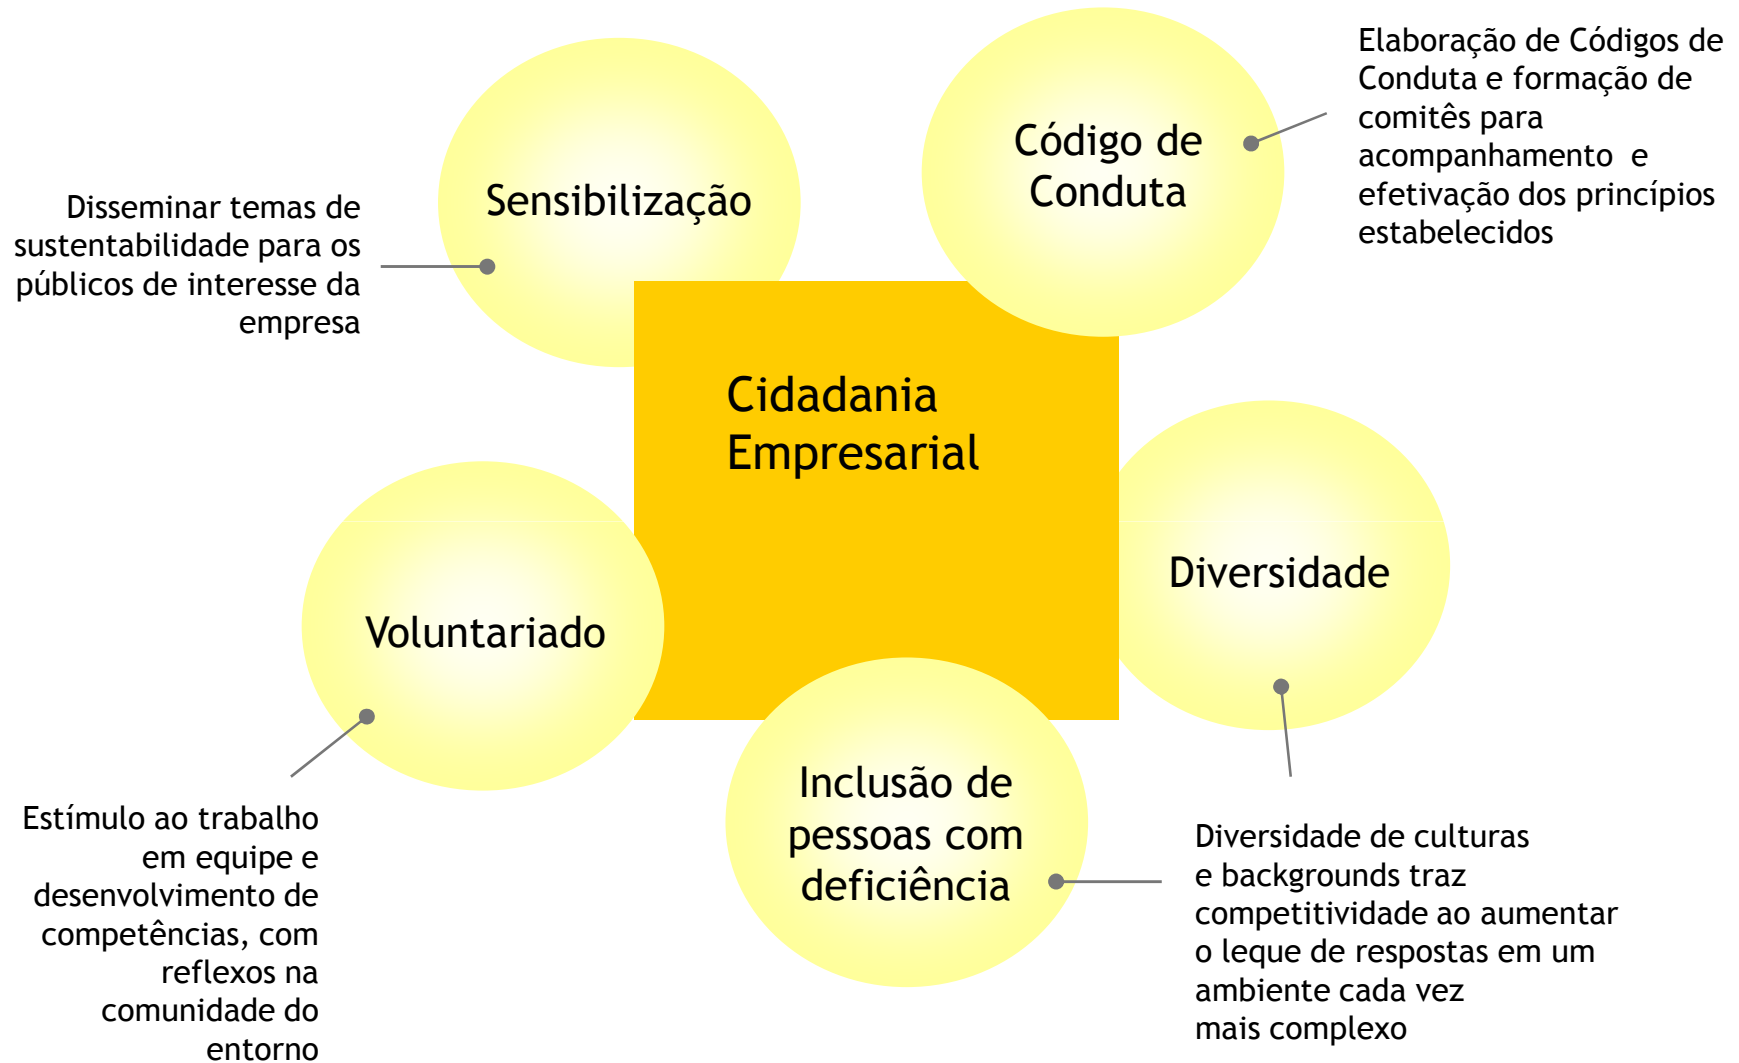 Elaboração de Códigos de
Conduta e formação de
comitês para
acompanhamento e
efetivação dos princípios
estabelecidos
Código de
Conduta
Sensibilização
Disseminar temas de
sustentabilidade para os
públicos de interesse da
empresa
Cidadania
Empresarial
Diversidade
Voluntariado
Inclusão de
pessoas com
deficiência
Estímulo ao trabalho
em equipe e
desenvolvimento de
competências, com
reflexos na
comunidade do
entorno
Diversidade de culturas
e backgrounds traz
competitividade ao aumentar
o leque de respostas em um
ambiente cada vez
mais complexo